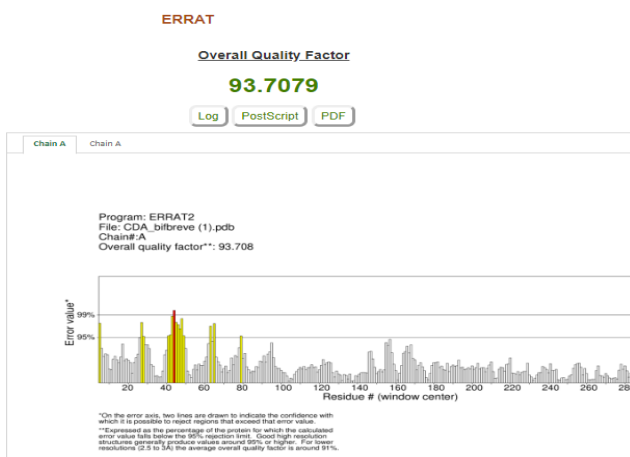 ERRAT
Overall Quality Factor
93.7079
Log PostScript PDF
Chain A Chain A
Program: ERRAT2
File: CDA_bifbreve (1).pdb
Chain#:A
Overall quality factor**: 93.708
Error value*
99%
95%
20 40 60 80 100 120 140 160 180 200 220 240 260 28
Residue # (window center)
*On the error axis, two lines are drawn to indicate the confidence with
which it is possible to reject regions that exceed that error value.
**Expressed as the percentage of the protein for which the calculated
error value falls below the 95% rejection limit. Good high resolution
structures generally produce values around 95% or higher. For lower
resolutions (2.5 to 3A) the average overall quality factor is around 91%.